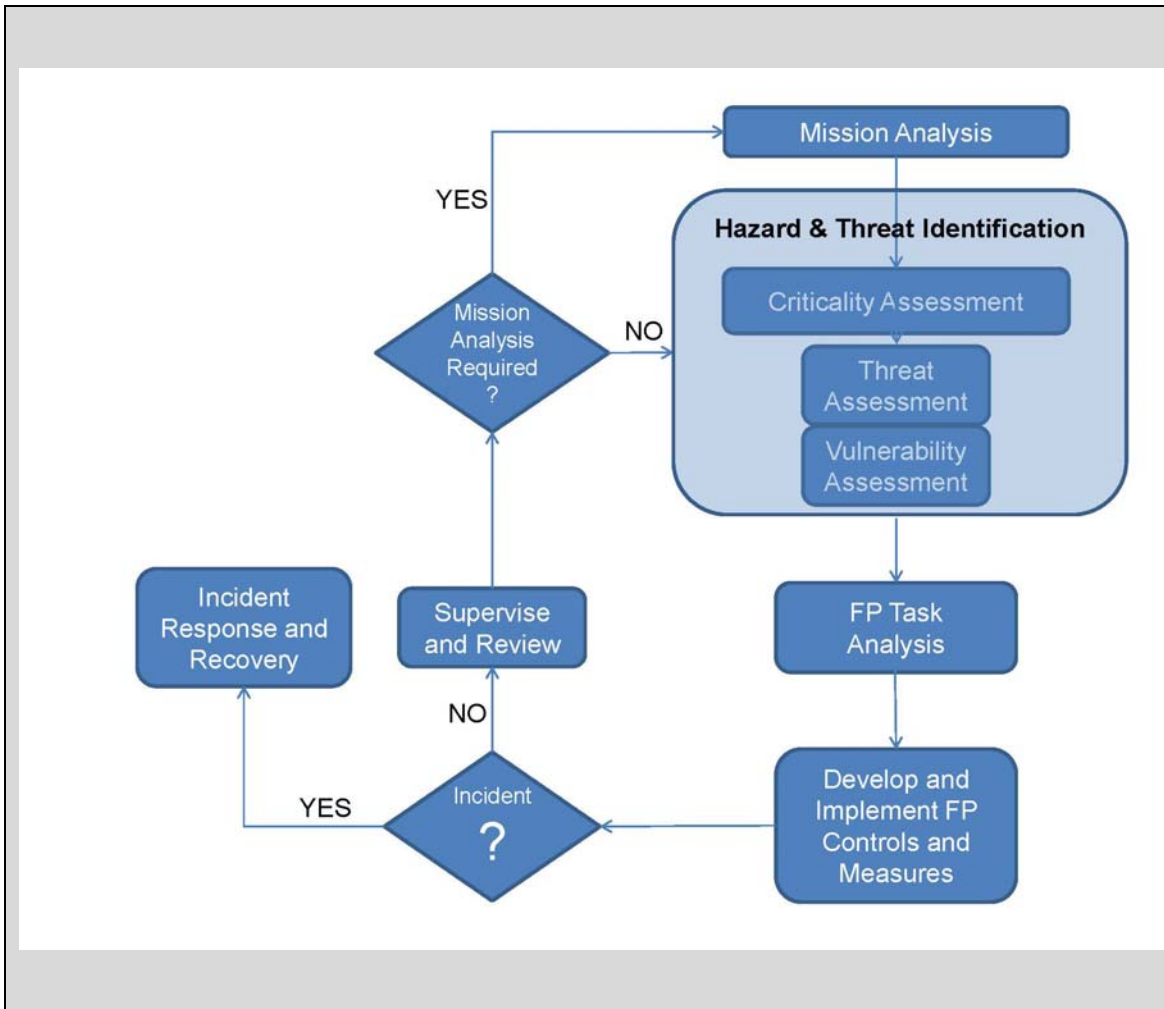 Mission Analysis
YES
Hazard & Threat Identification
Criticality Assessment
Mission
Analysis
Required
?
NO
Threat
Assessment
Vulnerability
Assessment
Incident
Response and
Recovery
Supervise
and Review
FP Task
Analysis
NO
Develop and
Implement FP
Controls and
Measures
Incident
?
YES